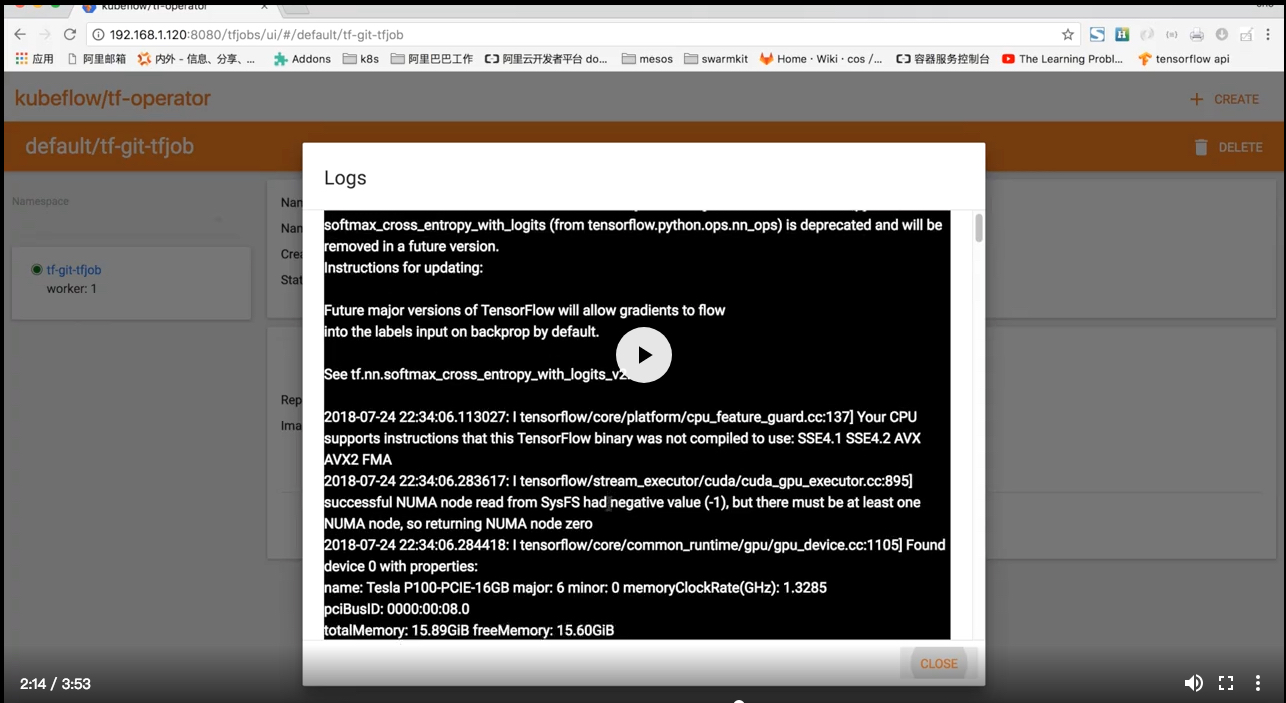 kubeflow/tf-operator
192.168.1.120:8080/tfjobs/ui/#/default/tf-git-tfjob
应用 阿里邮箱 内外 - 信息、分享、... Addons k8s 阿里巴巴工作 阿里云开发者平台 do... mesos swarmkit Home · Wiki · cos /... 容器服务控制台 The Learning Probl... tensorflow api
kubeflow/tf-operator
+ CREATE
default/tf-git-tfjob
DELETE
Namespace
tf-git-tfjob
worker: 1
Nam
Nam
Crea
Stat
Rep
Ima
Logs
softmax_cross_entropy_with_logits (from tensorflow.python.ops.nn_ops) is deprecated and will be
removed in a future version.
Instructions for updating:
Future major versions of TensorFlow will allow gradients to flow
into the labels input on backprop by default.
See tf.nn.softmax_cross_entropy_with_logits_v2.
2018-07-24 22:34:06.113027: I tensorflow/core/platform/cpu_feature_guard.cc:137] Your CPU
supports instructions that this TensorFlow binary was not compiled to use: SSE4.1 SSE4.2 AVX
AVX2 FMA
2018-07-24 22:34:06.283617: I tensorflow/stream_executor/cuda/cuda_gpu_executor.cc:895]
successful NUMA node read from SysFS had negative value (-1), but there must be at least one
NUMA node, so returning NUMA node zero
2018-07-24 22:34:06.284418: I tensorflow/core/common_runtime/gpu/gpu_device.cc:1105] Found
device 0 with properties:
name: Tesla P100-PCIE-16GB major: 6 minor: 0 memoryClockRate(GHz): 1.3285
pciBusID: 0000:00:08.0
totalMemory: 15.89GiB freeMemory: 15.60GiB
CLOSE
2:14 / 3:53